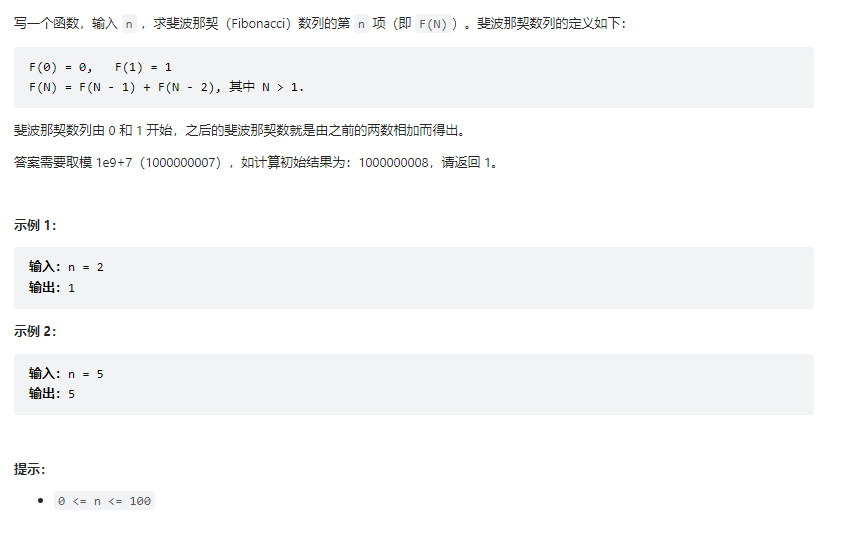 写一个函数，输入 n ，求斐波那契（Fibonacci）数列的第 n 项（即 F(N)）。斐波那契数列的定义如下：
F(0) = 0,   F(1) = 1
F(N) = F(N - 1) + F(N - 2), 其中 N > 1.
斐波那契数列由 0 和 1 开始，之后的斐波那契数就是由之前的两数相加而得出。
答案需要取模 1e9+7（1000000007），如计算初始结果为：1000000008，请返回 1。
示例 1：
输入：n = 2
输出：1
示例 2：
输入：n = 5
输出：5
提示：
• 0 <= n <= 100